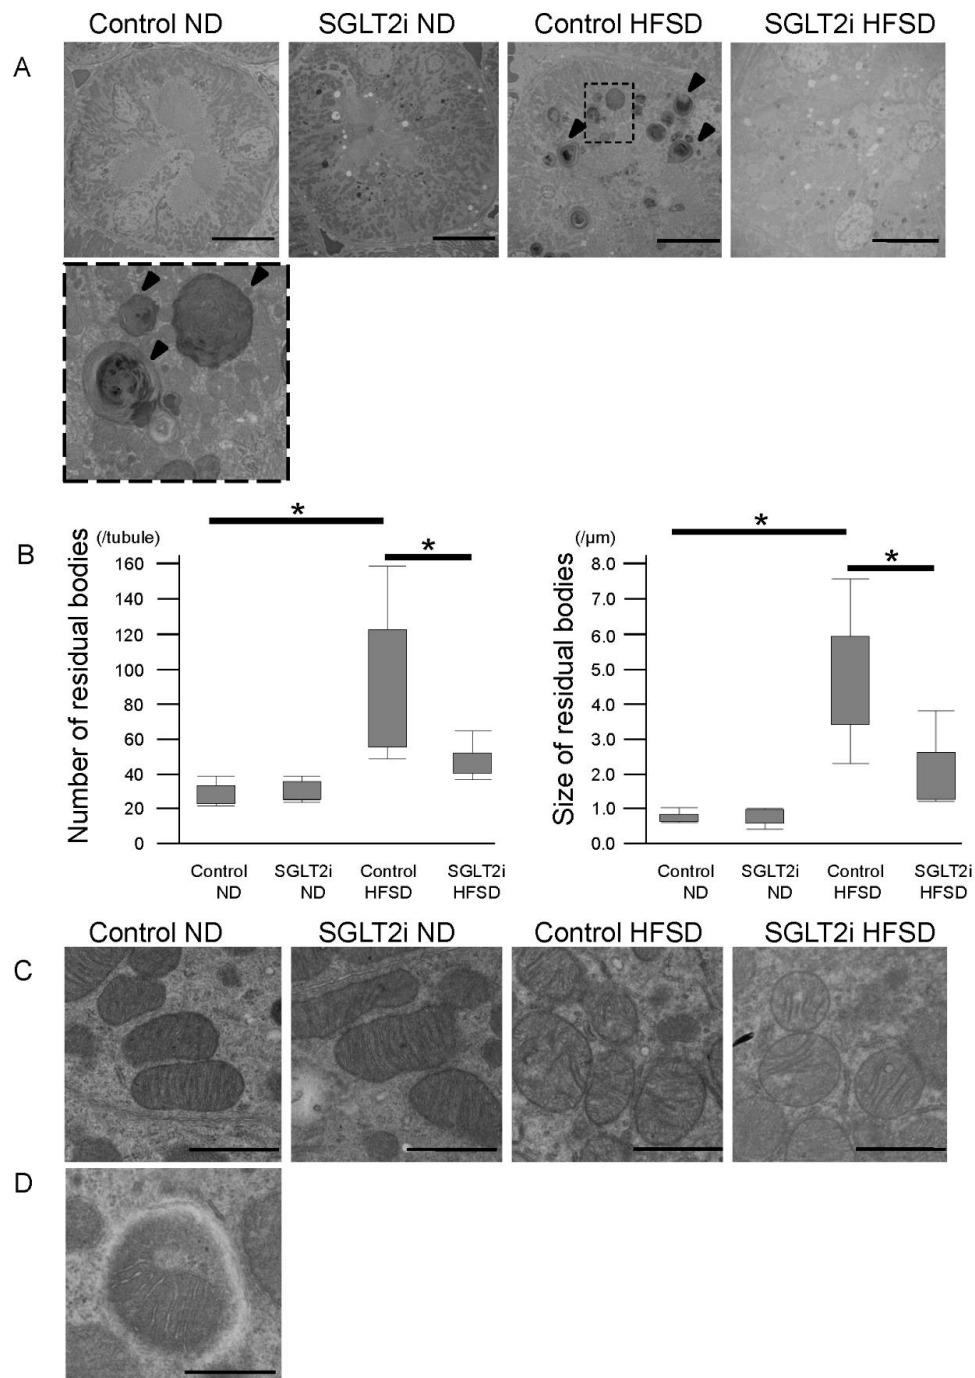 Control ND SGLT2i ND Control HFSD SGLT2i HFSD
A
B
Number of residual bodies
(/tubule)
160
140
120
100
80
60
40
20
0
*
*
Control ND
SGLT2i ND
Control HFSD
SGLT2i HFSD
Size of residual bodies
(/µm)
8.0
7.0
6.0
5.0
4.0
3.0
2.0
1.0
0.0
*
*
Control ND
SGLT2i ND
Control HFSD
SGLT2i HFSD
Control ND SGLT2i ND Control HFSD SGLT2i HFSD
C
D